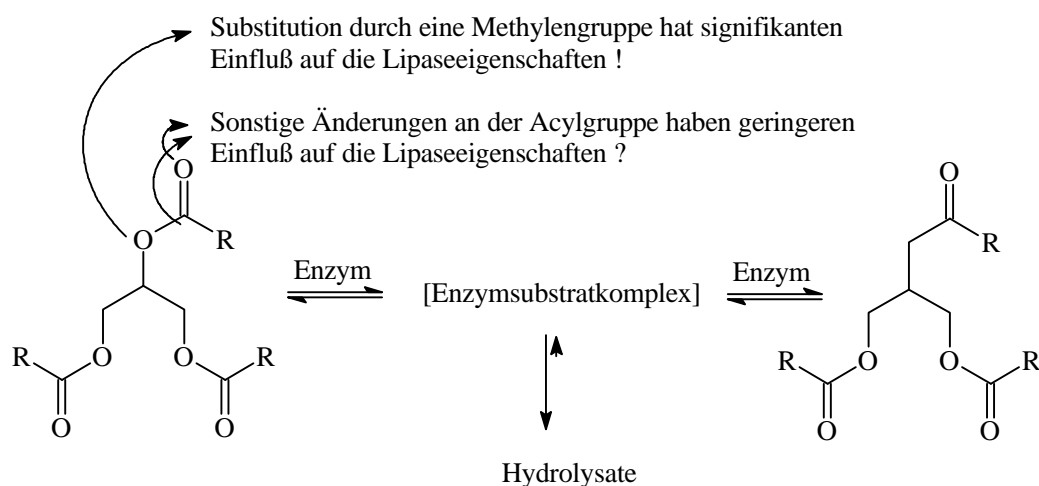 Substitution durch eine Methylengruppe hat signifikanten
Einfluß auf die Lipaseeigenschaften !
Sonstige Änderungen an der Acylgruppe haben geringeren
Einfluß auf die Lipaseeigenschaften ?
O
O
O
R
R
Enzym
[Enzymsubstratkomplex]
Enzym
R
O
O
R
R
O
O
R
O
O
O
O
Hydrolysate